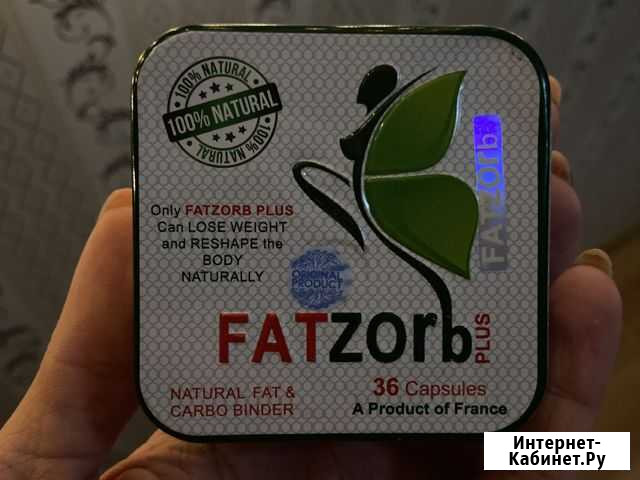 100% NATURAL
100% NATURAL
100% NATURAL
Only FATZORB PLUS
Can LOSE WEIGHT
and RESHAPE the
BODY
NATURALLY
ORIGINAL
PRODUCT
FATZORB
FATZORB PLUS
NATURAL FAT &
CARBO BINDER
36 Capsules
A Product of France
Интернет-
Кабинет.Ру